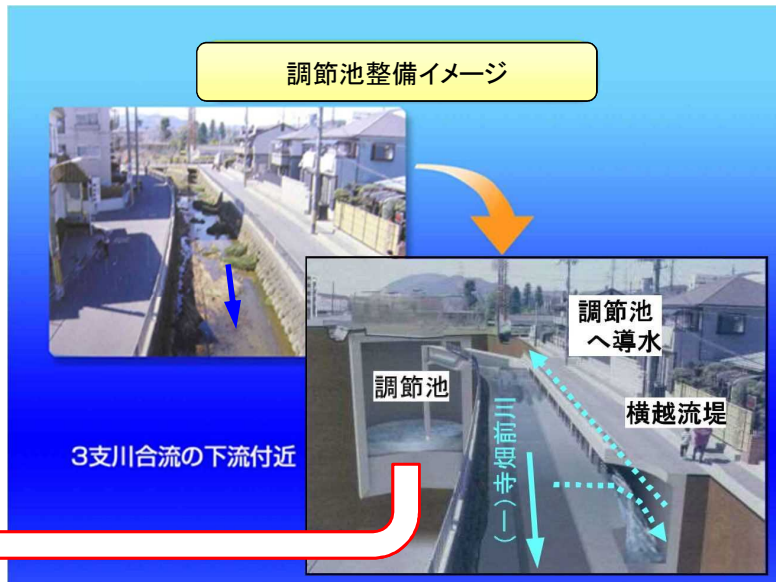 調節池整備イメージ
3支川合流の下流付近
調節池
へ導水
調節池
横越流堤
(一)寺畑前川